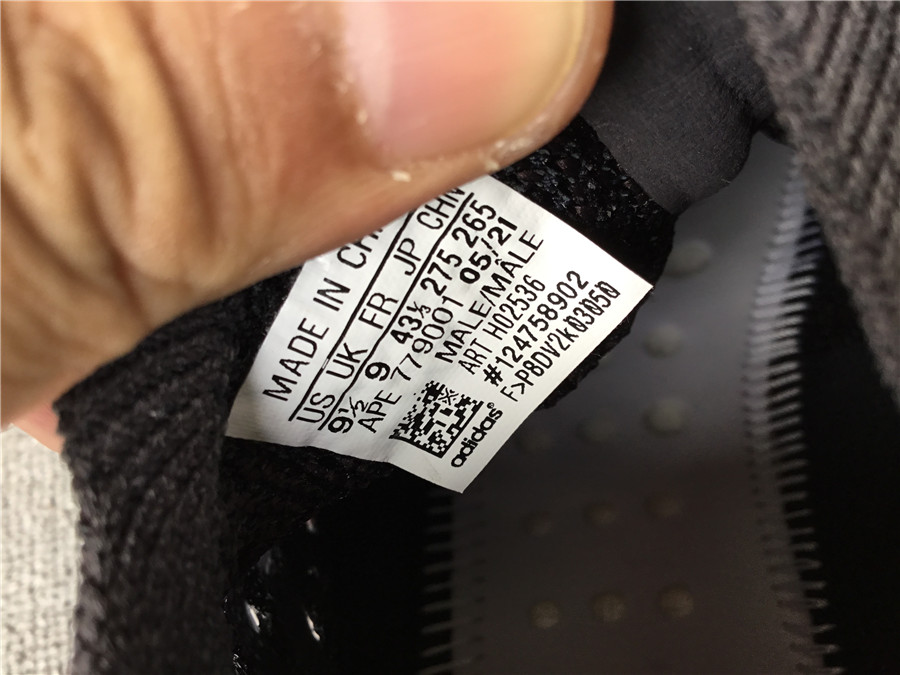 MADE IN CH
US UK FR JP CHN
9½ 9 43⅓ 275 265
APE 779001 05/21
MALE/MÂLE
ART H02536
#124758902
F>P8DV2K03050
adidas®